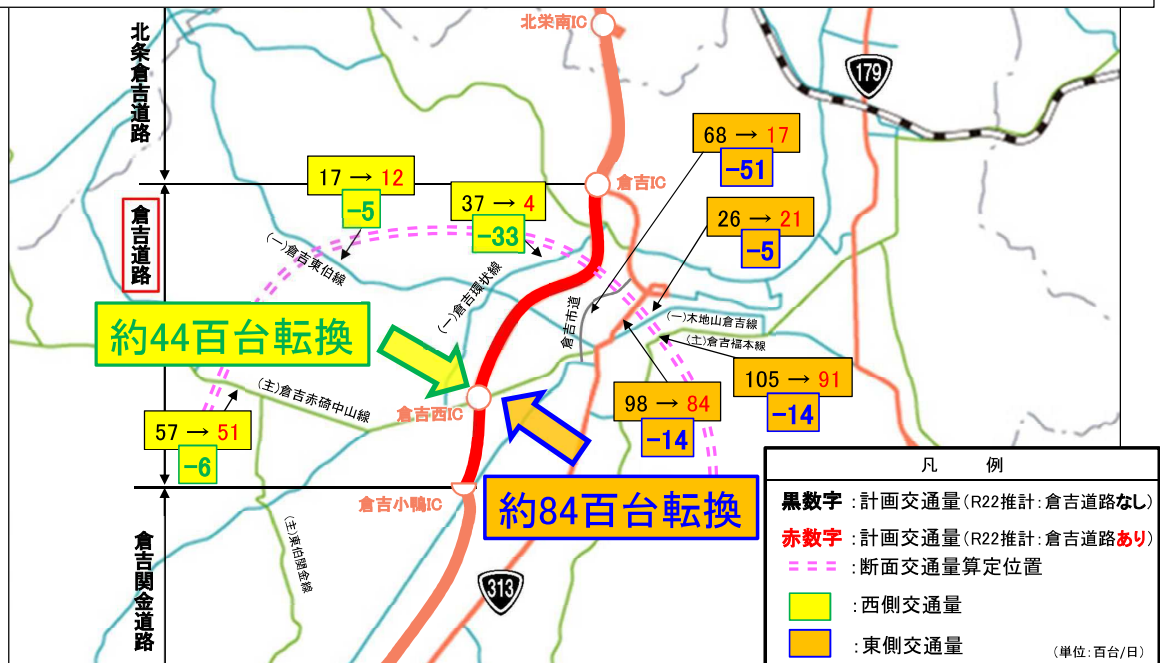 北栄南IC
北条倉吉道路
179
68 → 17
-51
17 → 12
-5
倉吉IC
37 → 4
-33
26 → 21
-5
倉吉道路
(一)倉吉東伯線
(一)倉吉環状線
倉吉市道
(一)木地山倉吉線
(主)倉吉福本線
約44百台転換
105 → 91
-14
(主)倉吉赤碕中山線
98 → 84
-14
倉吉西IC
57 → 51
-6
倉吉小鴨IC
約84百台転換
(主)東伯関金線
倉吉関金道路
313
凡 例
黒数字 :計画交通量(R22推計:倉吉道路なし)
赤数字 :計画交通量(R22推計:倉吉道路あり)
:断面交通量算定位置
:西側交通量
:東側交通量
(単位:百台/日)